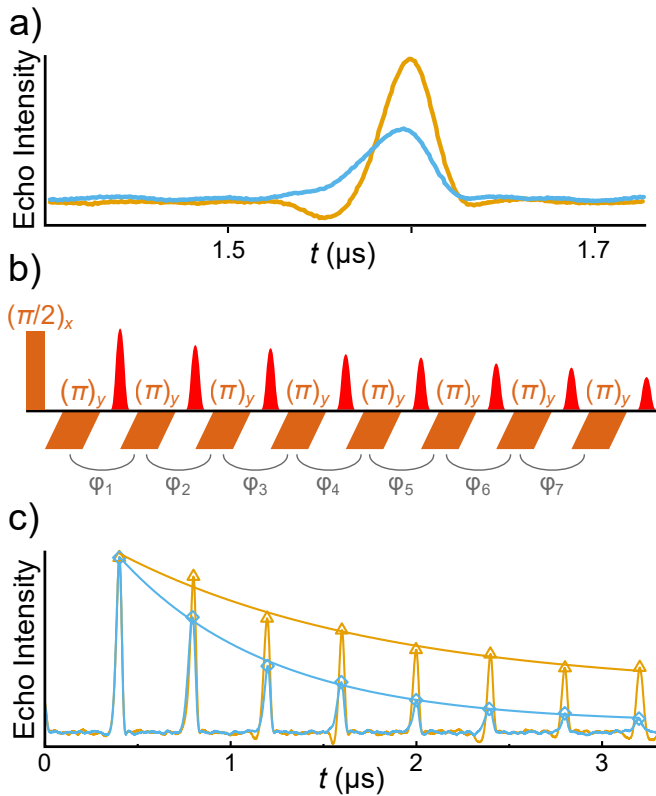 a)
Echo Intensity
1.5
1.7
t (μs)
b)
(π/2)x
(π)y (π)y (π)y (π)y (π)y (π)y (π)y (π)y
φ1 φ2 φ3 φ4 φ5 φ6 φ7
c)
Echo Intensity
0 1 2 3
t (μs)